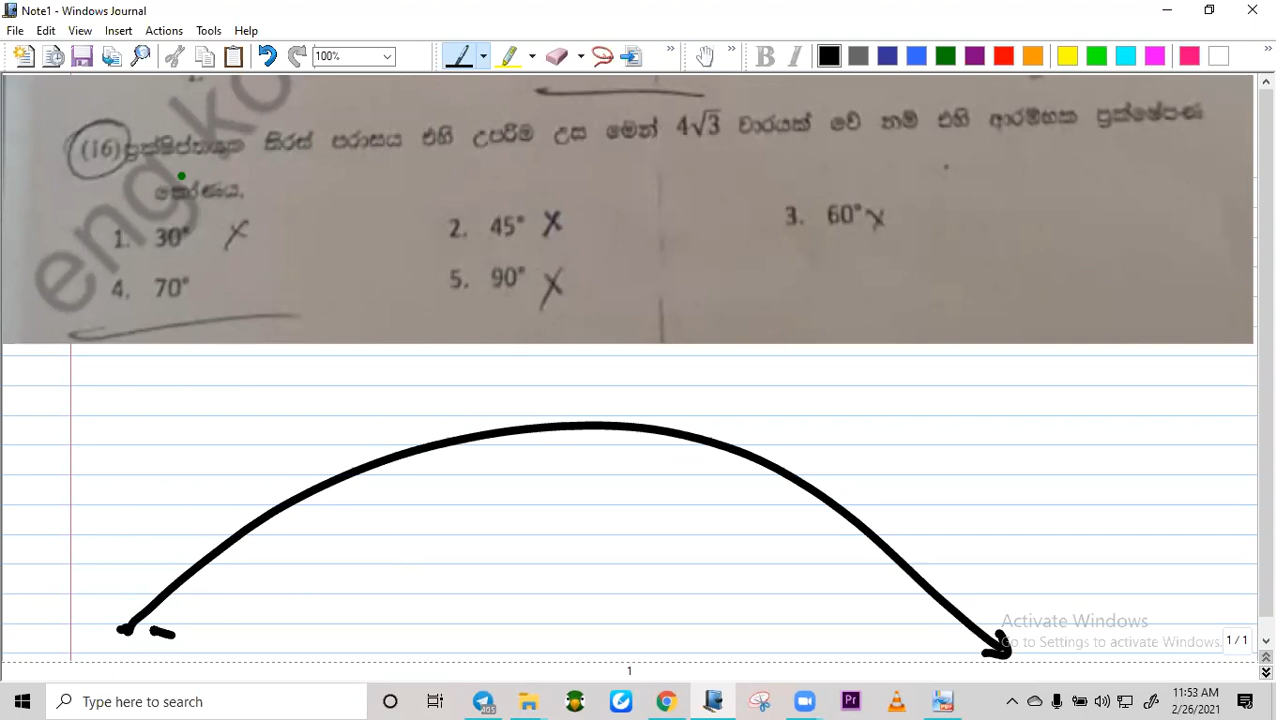 Note1 - Windows Journal
File Edit View Insert Actions Tools Help
100%
B I
engko
(16) ප්‍රක්ෂිප්තයක තිරස් පරාසය එහි උපරිම උස මෙන් 4√3 වාරයක් වේ නම් එහි ආරම්භක ප්‍රක්ෂේපණ
කෝණය.
1. 30° x 2. 45° x 3. 60° x
4. 70° 5. 90° x
Activate Windows
Go to Settings to activate Windows.
1 / 1
1
Type here to search
11:53 AM
2/26/2021